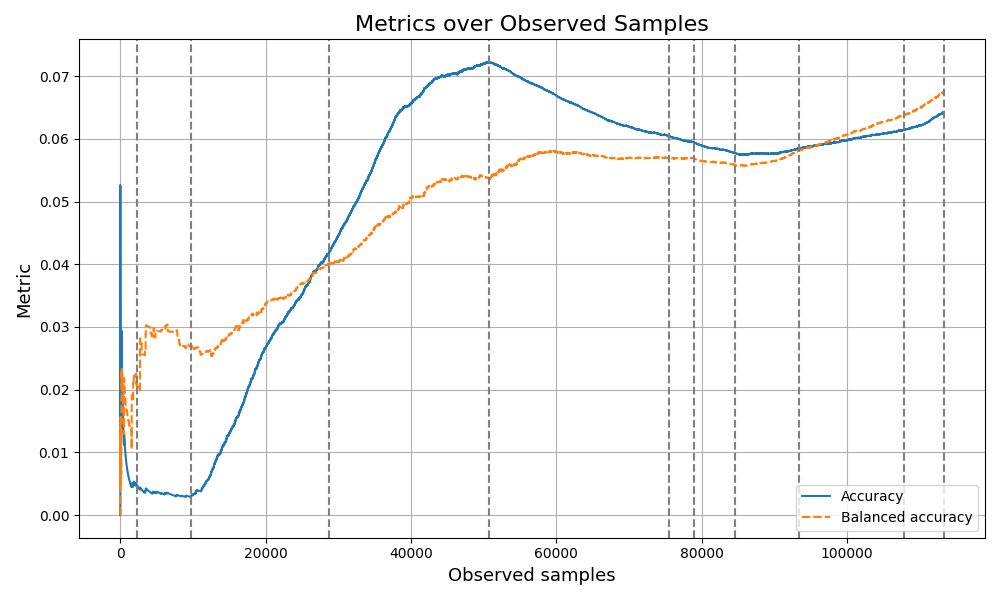 Metrics over Observed Samples
Metric
0.07
0.06
0.05
0.04
0.03
0.02
0.01
0.00
0
20000
40000
60000
80000
100000
Observed samples
Accuracy
Balanced accuracy